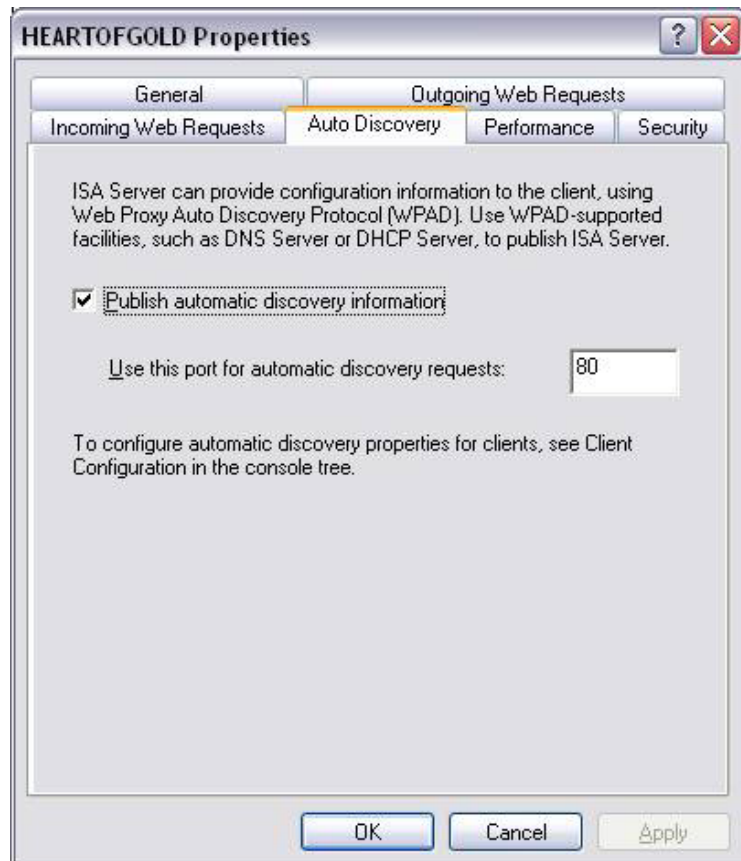 HEARTOFGOLD Properties
?
General
Outgoing Web Requests
Incoming Web Requests
Auto Discovery
Performance
Security
ISA Server can provide configuration information to the client, using
Web Proxy Auto Discovery Protocol (WPAD). Use WPAD-supported
facilities, such as DNS Server or DHCP Server, to publish ISA Server.
Publish automatic discovery information
Use this port for automatic discovery requests:
80
To configure automatic discovery properties for clients, see Client
Configuration in the console tree.
OK
Cancel
Apply